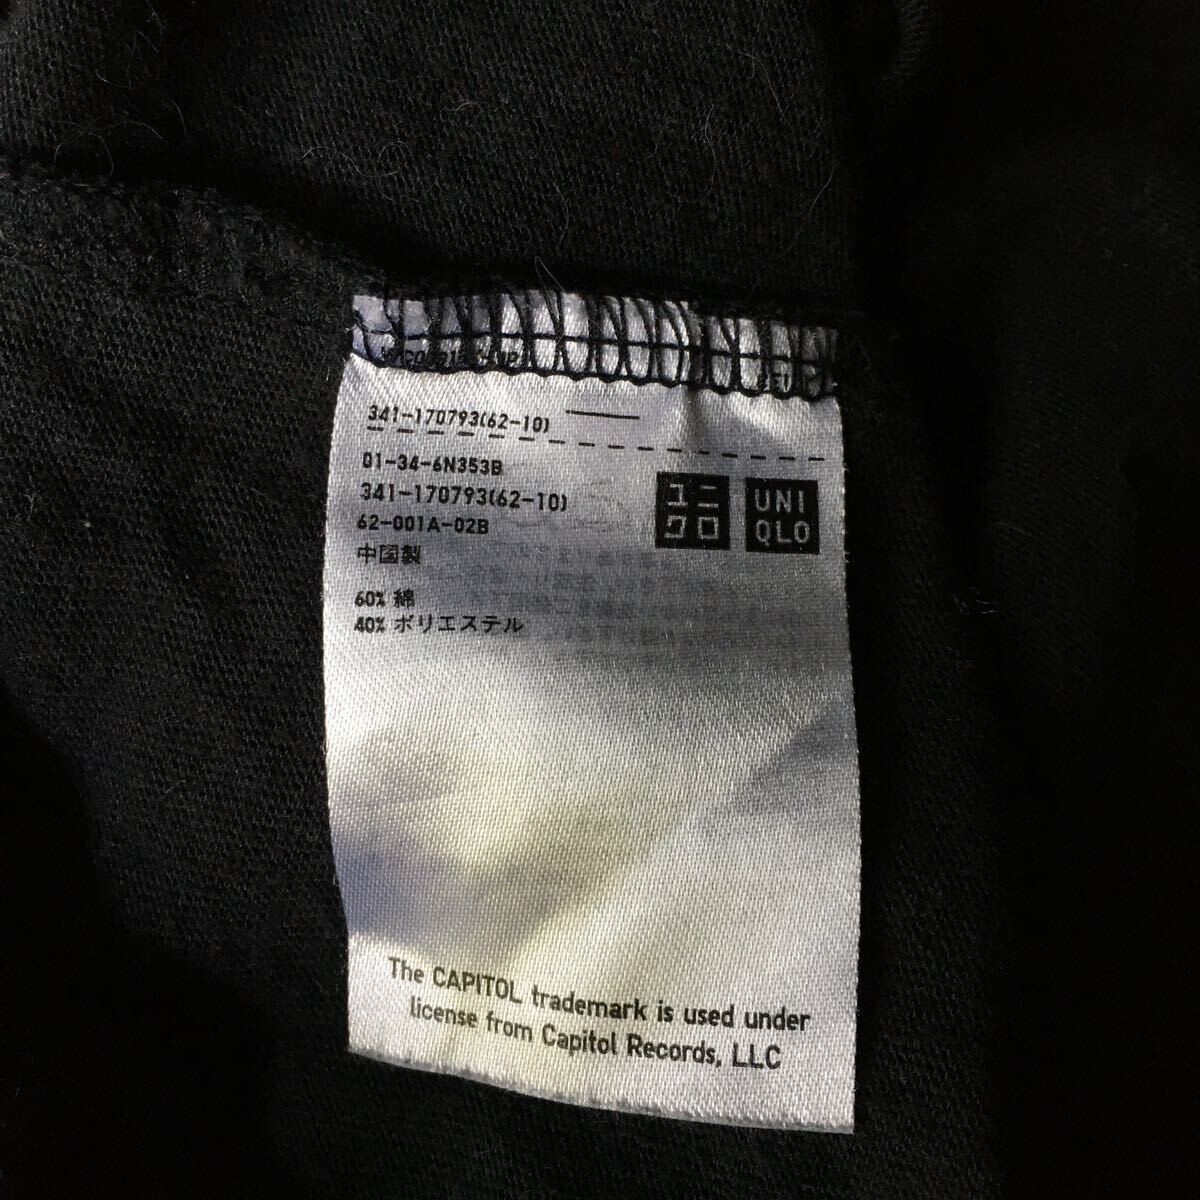 341-170793(62-10)
01-34-6N353B
341-170793(62-10)
62-001A-02B
中国製
60% 綿
40% ポリエステル
ユニ
クロ
UNI
QLO
The CAPITOL trademark is used under
license from Capitol Records, LLC